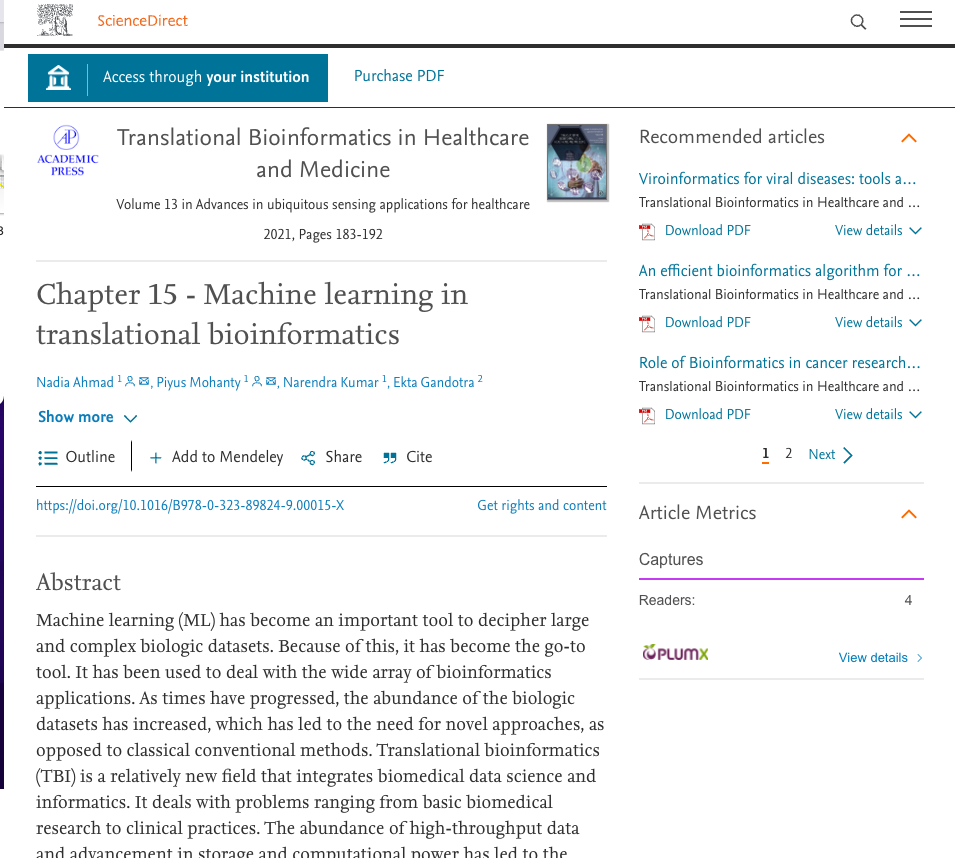 ScienceDirect
Access through your institution
Purchase PDF
ACADEMIC
PRESS
Translational Bioinformatics in Healthcare
and Medicine
Volume 13 in Advances in ubiquitous sensing applications for healthcare
2021, Pages 183-192
Chapter 15 - Machine learning in
translational bioinformatics
Nadia Ahmad 1, Piyus Mohanty 1, Narendra Kumar 1, Ekta Gandotra 2
Show more
Outline
Add to Mendeley
Share
Cite
https://doi.org/10.1016/B978-0-323-89824-9.00015-X
Get rights and content
Abstract
Machine learning (ML) has become an important tool to decipher large
and complex biologic datasets. Because of this, it has become the go-to
tool. It has been used to deal with the wide array of bioinformatics
applications. As times have progressed, the abundance of the biologic
datasets has increased, which has led to the need for novel approaches, as
opposed to classical conventional methods. Translational bioinformatics
(TBI) is a relatively new field that integrates biomedical data science and
informatics. It deals with problems ranging from basic biomedical
research to clinical practices. The abundance of high-throughput data
and advancement in storage and computational power has led to the
Recommended articles
Viroinformatics for viral diseases: tools a…
Translational Bioinformatics in Healthcare and …
Download PDF
View details
An efficient bioinformatics algorithm for …
Translational Bioinformatics in Healthcare and …
Download PDF
View details
Role of Bioinformatics in cancer research…
Translational Bioinformatics in Healthcare and …
Download PDF
View details
1 2 Next
Article Metrics
Captures
Readers: 4
PLUMX
View details